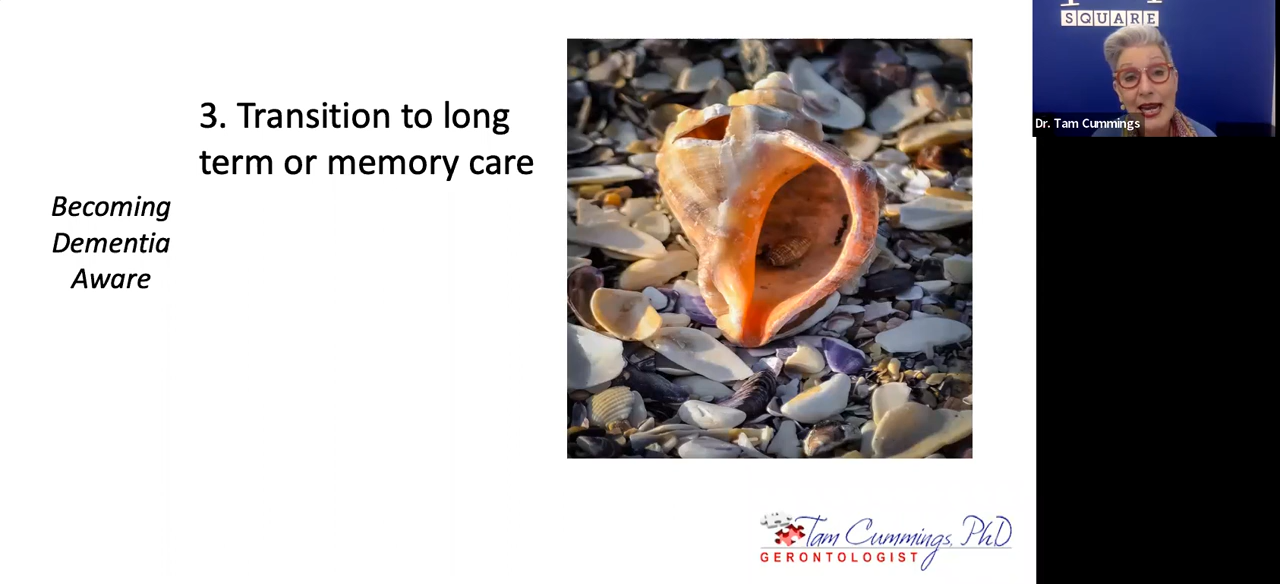 3. Transition to long
term or memory care
Becoming
Dementia
Aware
SQUARE
Dr. Tam Cummings
Tam Cummings, PhD
GERONTOLOGIST